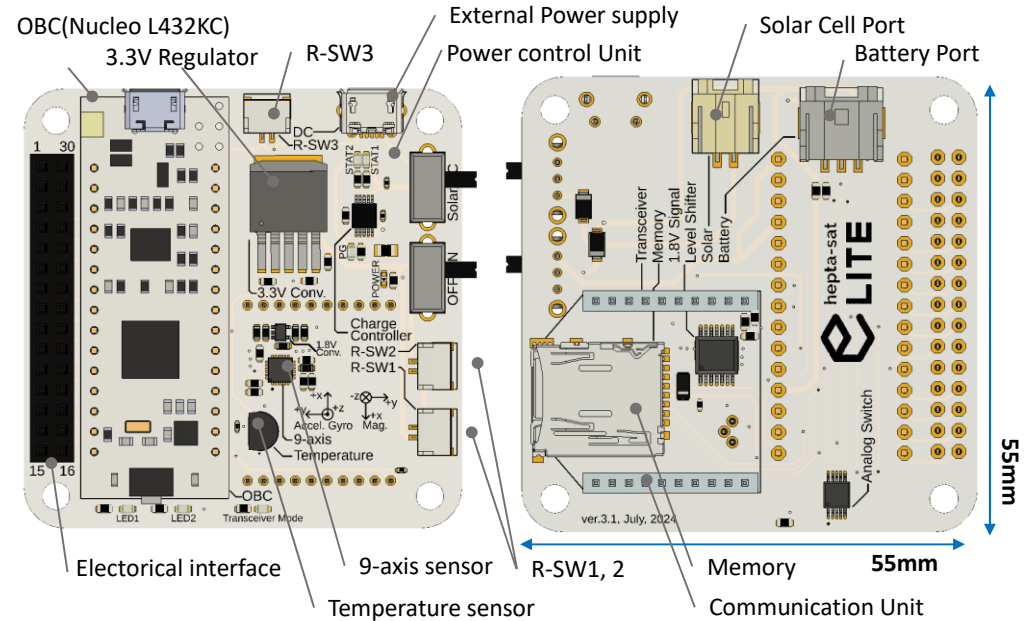 External Power supply
OBC(Nucleo L432KC)
R-SW3
Solar Cell Port
3.3V Regulator
Power control Unit
Battery Port
DC
R-SW3
1 30
STAT2
STAT1
Solar
PG
POWER
3.3V Conv.
Charge
Controller
1.8V
Conv.
R-SW2
R-SW1
+x
+y
+z
Accel. Gyro
-z
+y
+x
Mag.
9-axis
Temperature
15 16
OBC
LED1
LED2
Transceiver Mode
Transceiver
Memory
1.8V Signal
Level Shifter
Solar
Battery
hepta-sat
LITE
Analog Switch
ver.3.1, July, 2024
55mm
55mm
Electorical interface
9-axis sensor
R-SW1, 2
Memory
Temperature sensor
Communication Unit